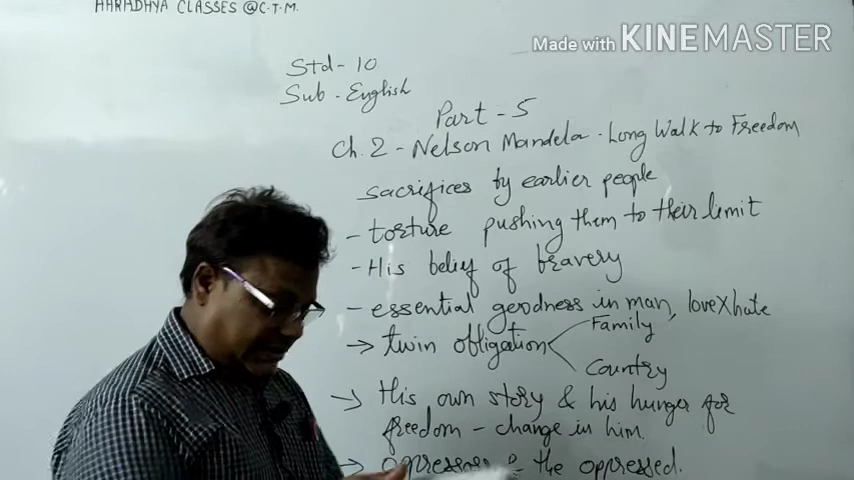 HARADHYA CLASSES @C.T.M.
Made with KINEMASTER
Std - 10
Sub - English
Part - 5
Ch. 2 - Nelson Mandela - Long Walk to Freedom
sacrifices by earlier people
- torture pushing them to their limit
- His belief of bravery
- essential goodness in man, love X hate
→ twin obligation Family
Country
→ His own story & his hunger for
freedom - change in him.
→ oppressors & the oppressed.